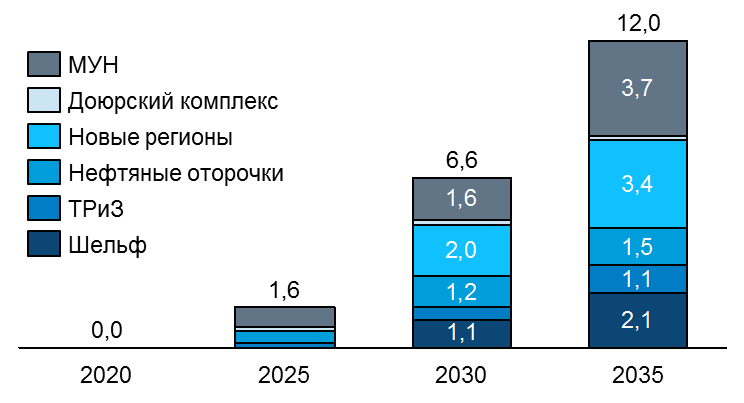 12,0
МУН
3,7
Доюрский комплекс
Новые регионы
6,6
Нефтяные оторочки
1,6
3,4
ТРиЗ
2,0
1,5
Шельф
1,6
1,2
1,1
0,0
1,1
2,1
2020
2025
2030
2035